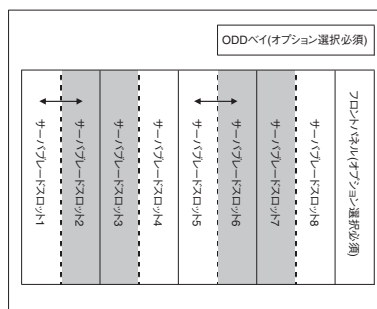 ODDベイ(オプション選択必須)
サーバブレードスロット1
サーバブレードスロット2
サーバブレードスロット3
サーバブレードスロット4
サーバブレードスロット5
サーバブレードスロット6
サーバブレードスロット7
サーバブレードスロット8
フロントパネル(オプション選択必須)